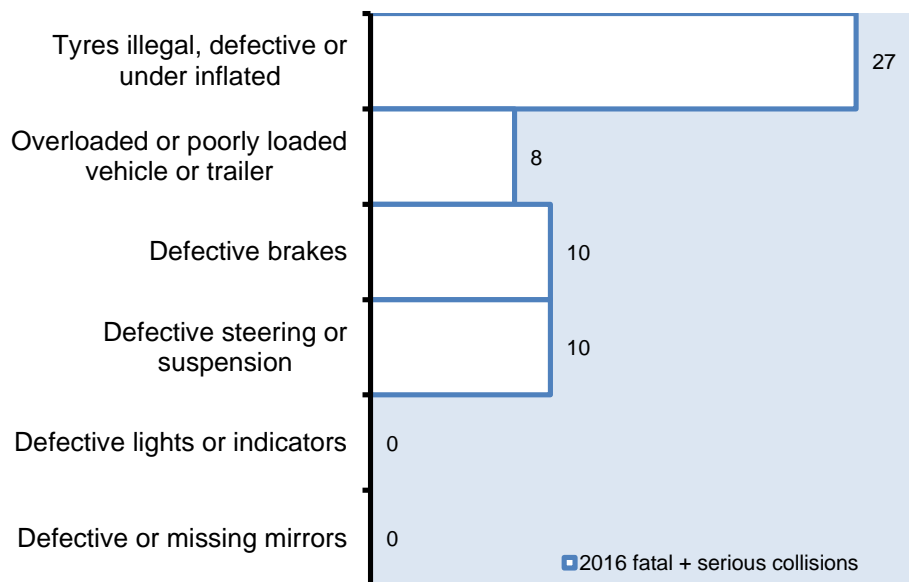 Tyres illegal, defective or
under inflated
27
Overloaded or poorly loaded
vehicle or trailer
8
Defective brakes
10
Defective steering or
suspension
10
Defective lights or indicators
0
Defective or missing mirrors
0
2016 fatal + serious collisions